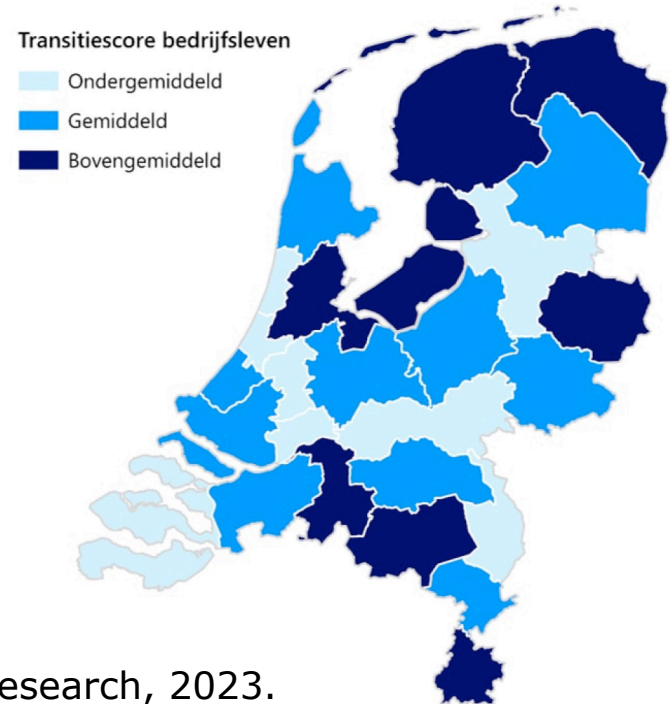 Transitiescore bedrijfsleven
Ondergemiddeld
Gemiddeld
Bovengemiddeld
esearch, 2023.